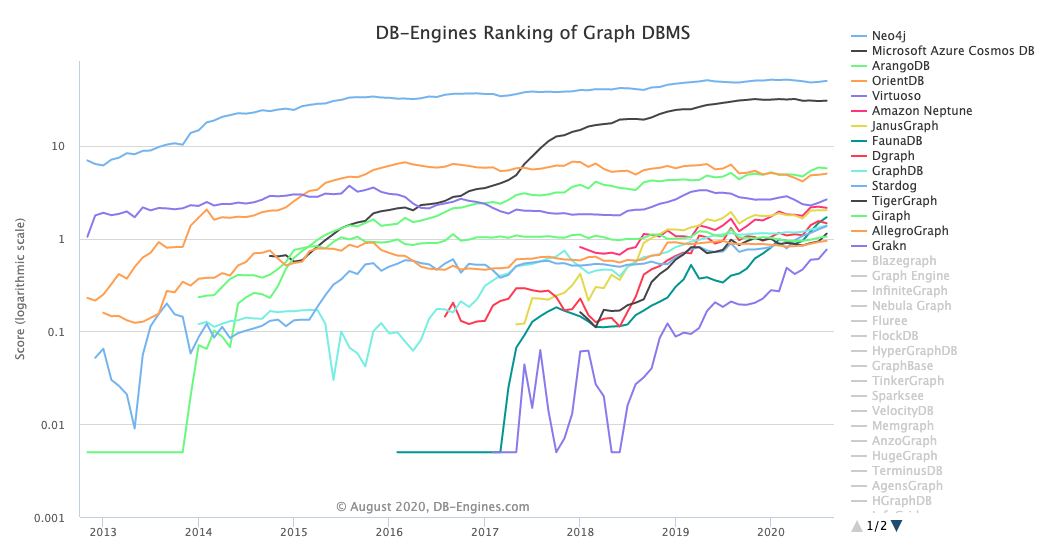 DB-Engines Ranking of Graph DBMS
Score (logarithmic scale)
10
1
0.1
0.01
0.001
2013
2014
2015
2016
2017
2018
2019
2020
© August 2020, DB-Engines.com
Neo4j
Microsoft Azure Cosmos DB
ArangoDB
OrientDB
Virtuoso
Amazon Neptune
JanusGraph
FaunaDB
Dgraph
GraphDB
Stardog
TigerGraph
Giraph
AllegroGraph
Grakn
Blazegraph
Graph Engine
InfiniteGraph
Nebula Graph
Fluree
FlockDB
HyperGraphDB
GraphBase
TinkerGraph
Sparksee
VelocityDB
Memgraph
AnzoGraph
HugeGraph
TerminusDB
AgensGraph
HGraphDB
1/2